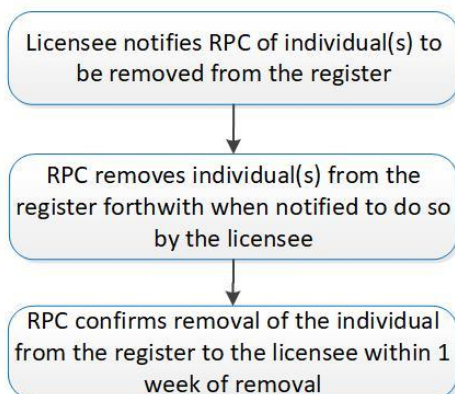 Licensee notifies RPC of individual(s) to
be removed from the register
RPC removes individual(s) from the
register forthwith when notified to do so
by the licensee
RPC confirms removal of the individual
from the register to the licensee within 1
week of removal